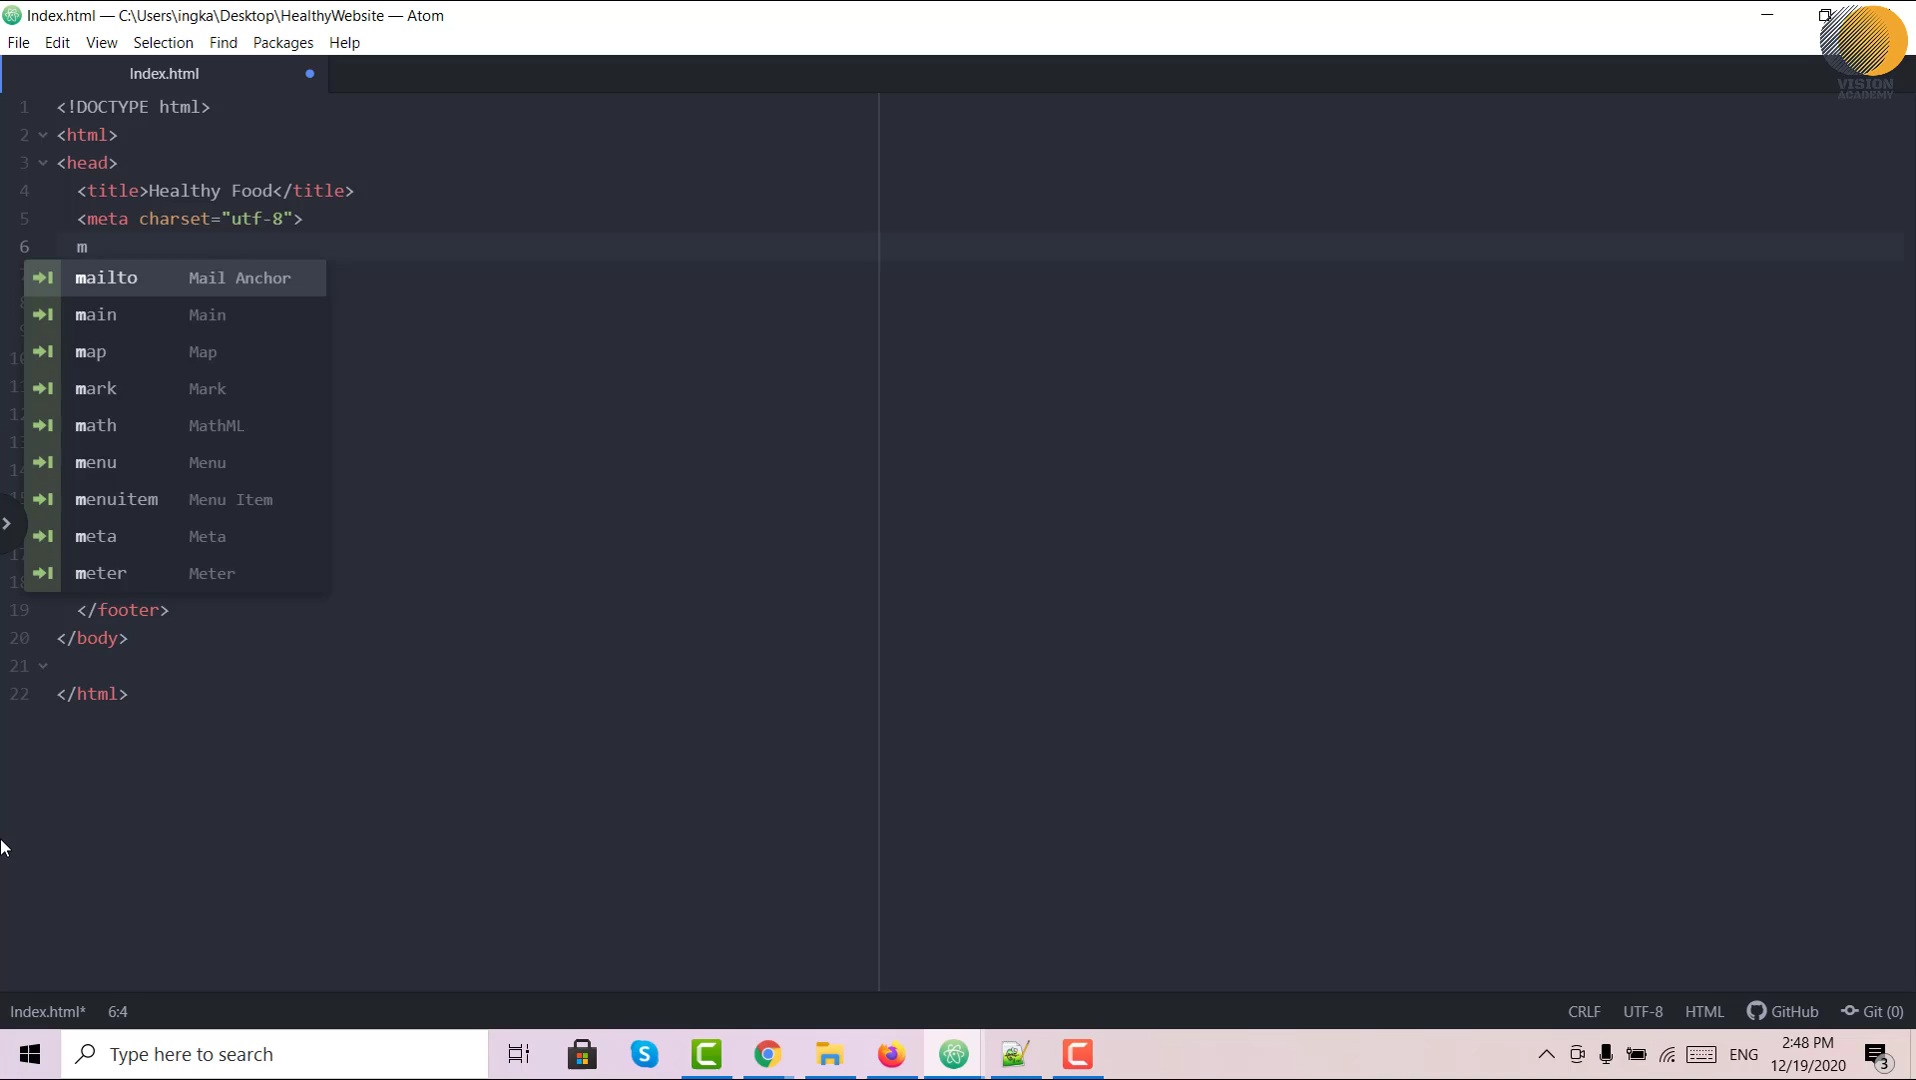 Index.html — C:\Users\ingka\Desktop\HealthyWebsite — Atom
File Edit View Selection Find Packages Help
VISION
ACADEMY
Index.html
1 <!DOCTYPE html>
2 <html>
3 <head>
4 <title>Healthy Food</title>
5 <meta charset="utf-8">
6 m
mailto Mail Anchor
main Main
map Map
mark Mark
math MathML
menu Menu
menuitem Menu Item
meta Meta
meter Meter
19 </footer>
20 </body>
21
22 </html>
Index.html* 6:4 CRLF UTF-8 HTML GitHub Git (0)
Type here to search
ENG
2:48 PM
12/19/2020
3